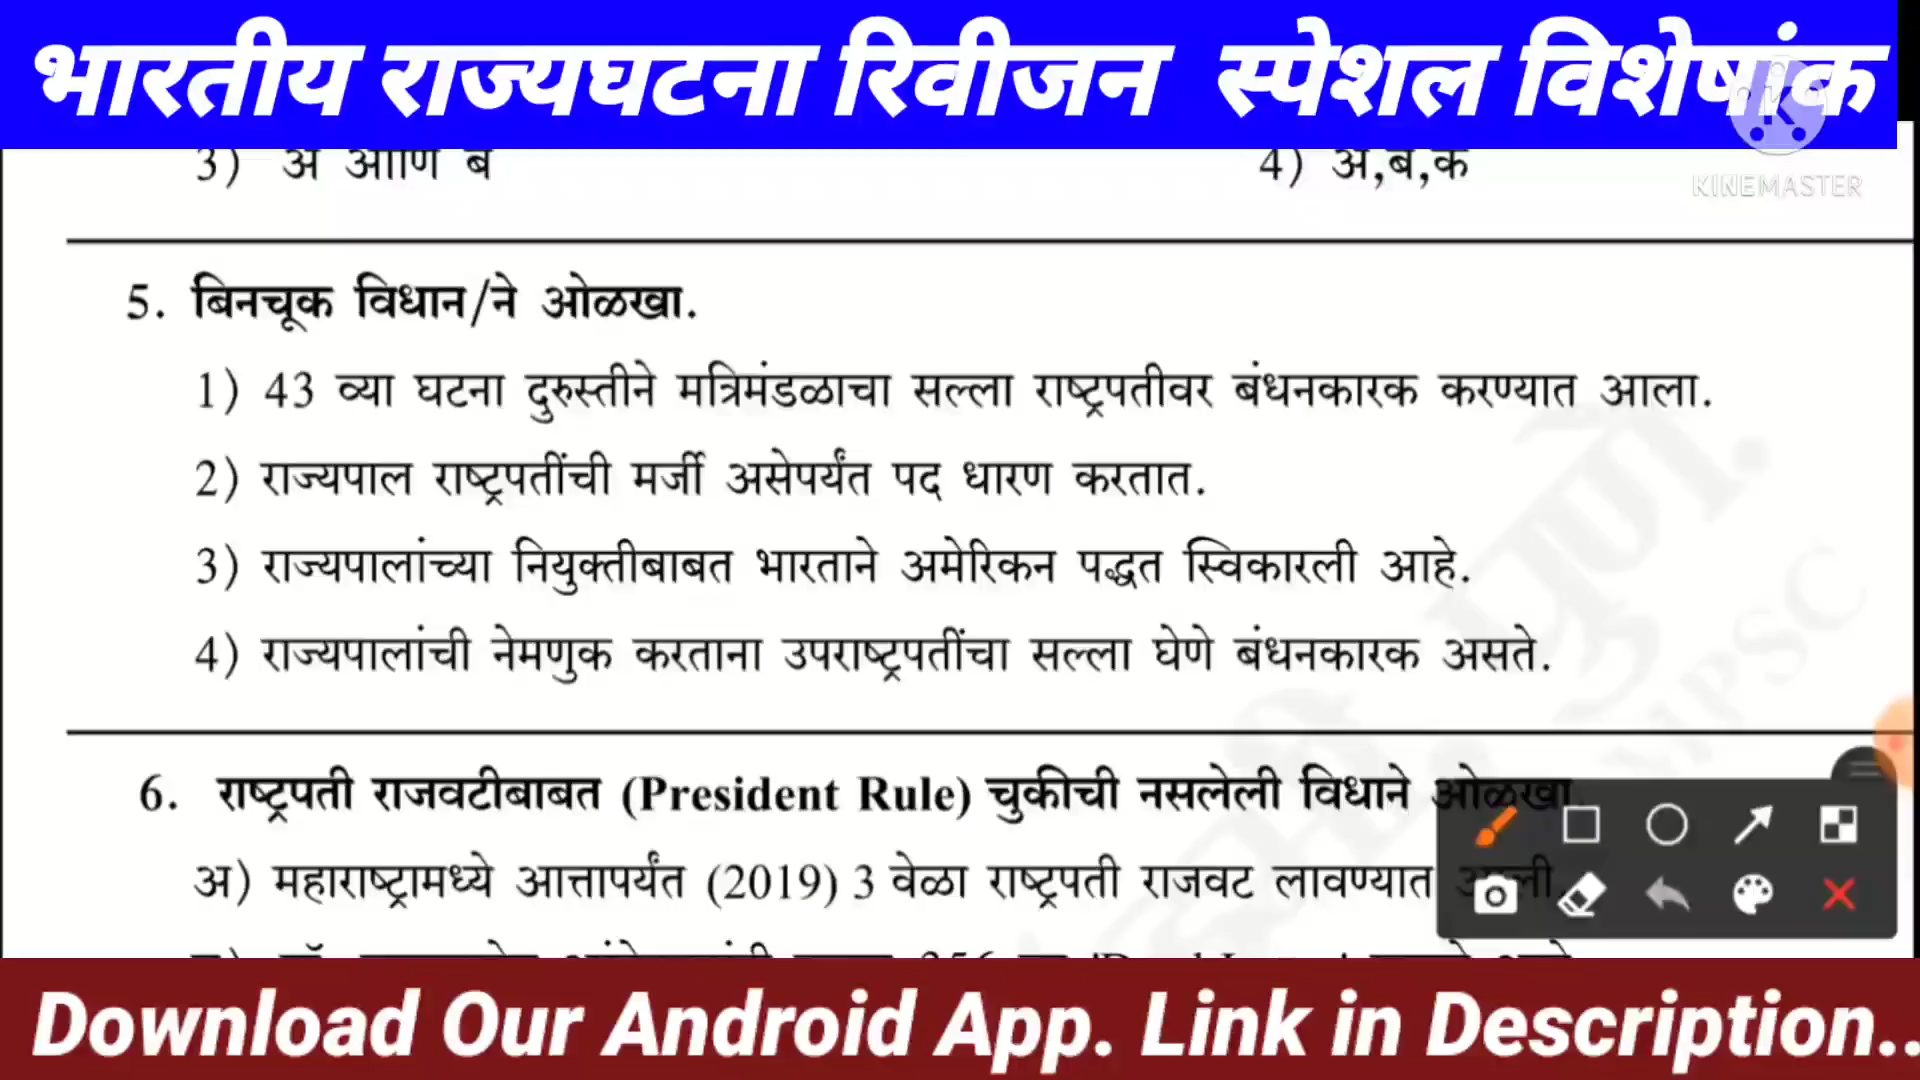 भारतीय राज्यघटना रिवीजन स्पेशल विशेषांक
KINEMASTER
3) अ आणि ब 4) अ,ब,क
5. बिनचूक विधान/ने ओळखा.
1) 43 व्या घटना दुरुस्तीने मत्रिमंडळाचा सल्ला राष्ट्रपतीवर बंधनकारक करण्यात आला.
2) राज्यपाल राष्ट्रपतींची मर्जी असेपर्यंत पद धारण करतात.
3) राज्यपालांच्या नियुक्तीबाबत भारताने अमेरिकन पद्धत स्विकारली आहे.
4) राज्यपालांची नेमणुक करताना उपराष्ट्रपतींचा सल्ला घेणे बंधनकारक असते.
6. राष्ट्रपती राजवटीबाबत (President Rule) चुकीची नसलेली विधाने ओळखा
अ) महाराष्ट्रामध्ये आत्तापर्यंत (2019) 3 वेळा राष्ट्रपती राजवट लावण्यात
Download Our Android App. Link in Description..